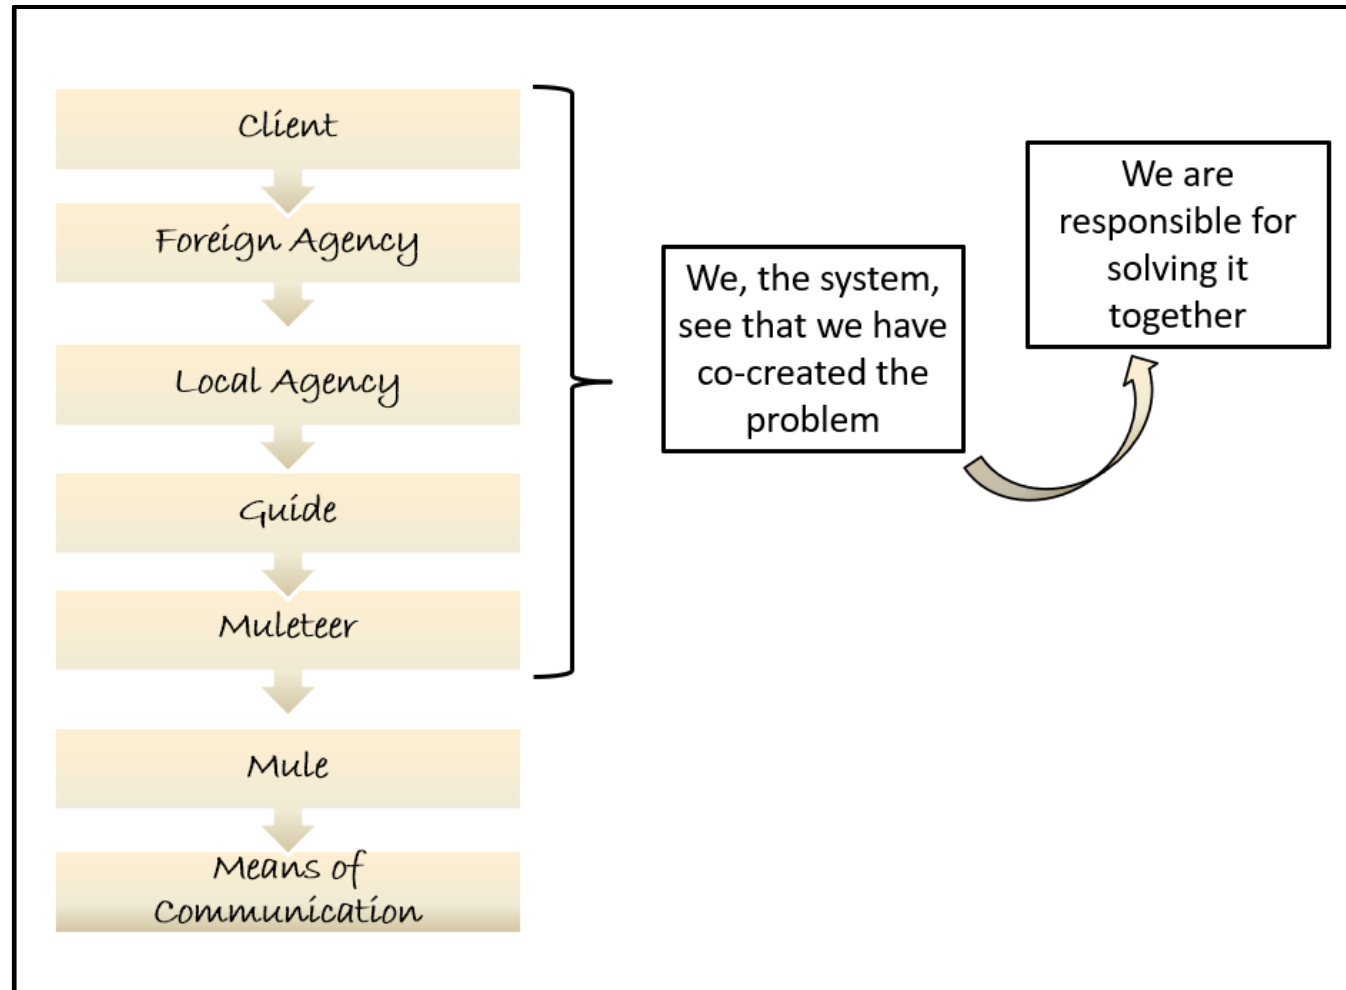 Client
Foreign Agency
Local Agency
Guide
Muleteer
Mule
Means of
Communication
We, the system,
see that we have
co-created the
problem
We are
responsible for
solving it
together